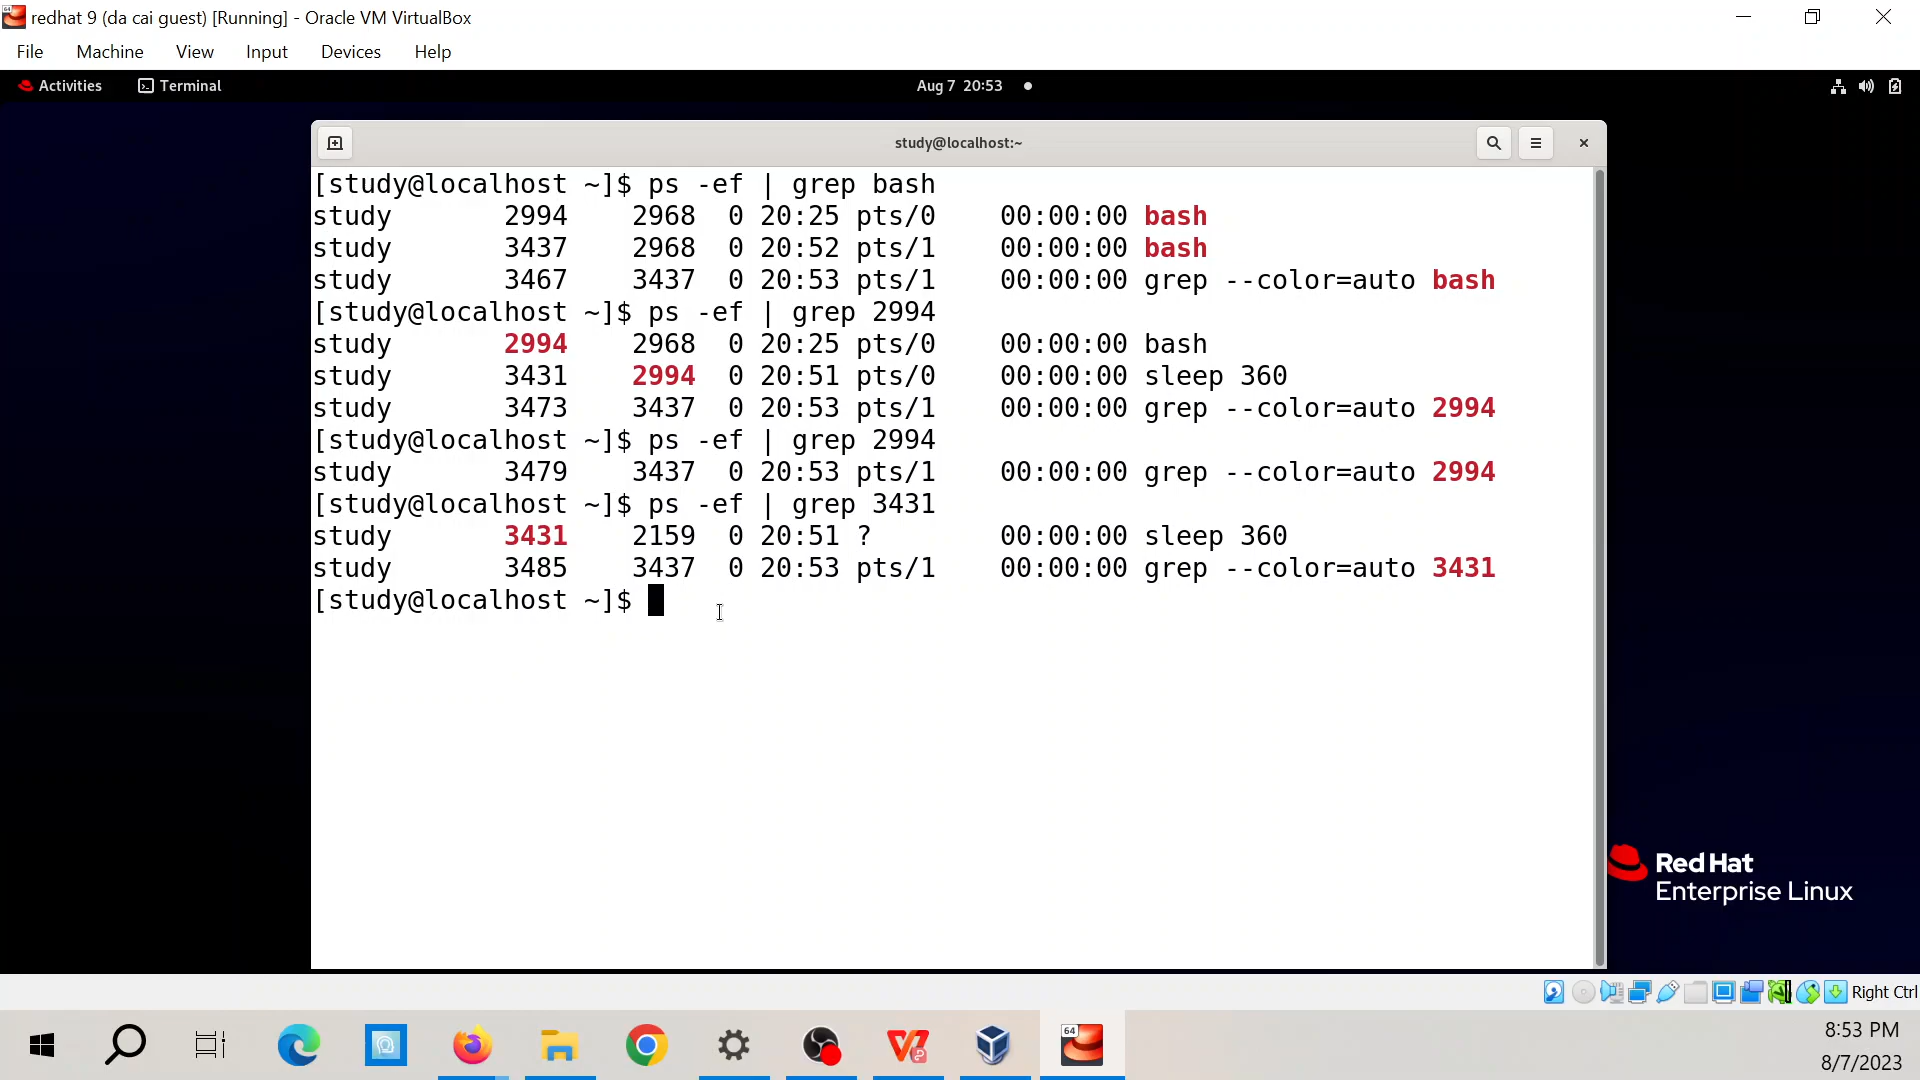 redhat 9 (da cai guest) [Running] - Oracle VM VirtualBox
File Machine View Input Devices Help
Activities Terminal Aug 7 20:53
study@localhost:~
[study@localhost ~]$ ps -ef | grep bash
study 2994 2968 0 20:25 pts/0 00:00:00 bash
study 3437 2968 0 20:52 pts/1 00:00:00 bash
study 3467 3437 0 20:53 pts/1 00:00:00 grep --color=auto bash
[study@localhost ~]$ ps -ef | grep 2994
study 2994 2968 0 20:25 pts/0 00:00:00 bash
study 3431 2994 0 20:51 pts/0 00:00:00 sleep 360
study 3473 3437 0 20:53 pts/1 00:00:00 grep --color=auto 2994
[study@localhost ~]$ ps -ef | grep 2994
study 3479 3437 0 20:53 pts/1 00:00:00 grep --color=auto 2994
[study@localhost ~]$ ps -ef | grep 3431
study 3431 2159 0 20:51 ? 00:00:00 sleep 360
study 3485 3437 0 20:53 pts/1 00:00:00 grep --color=auto 3431
[study@localhost ~]$
Red Hat
Enterprise Linux
Right Ctrl
64
8:53 PM
8/7/2023